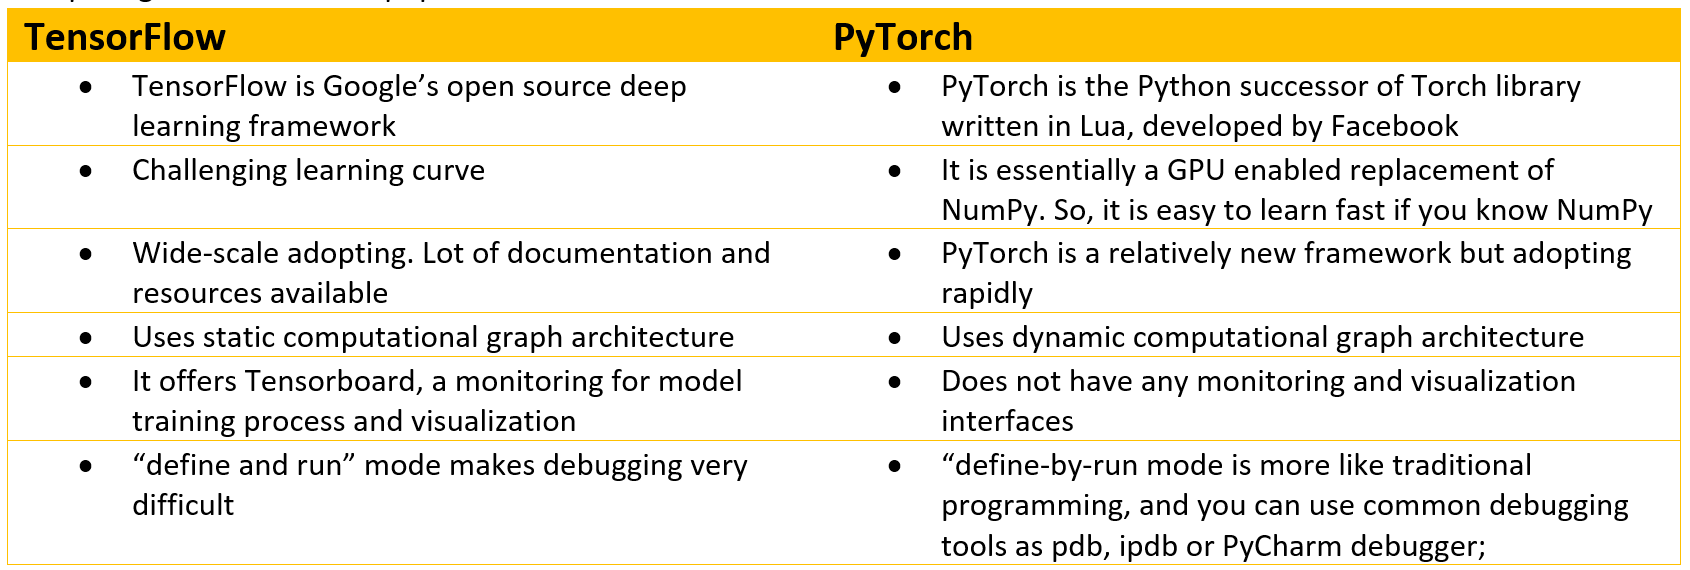 TensorFlow
PyTorch
• TensorFlow is Google’s open source deep
learning framework
• PyTorch is the Python successor of Torch library
written in Lua, developed by Facebook
• Challenging learning curve
• It is essentially a GPU enabled replacement of
NumPy. So, it is easy to learn fast if you know NumPy
• Wide-scale adopting. Lot of documentation and
resources available
• PyTorch is a relatively new framework but adopting
rapidly
• Uses static computational graph architecture
• Uses dynamic computational graph architecture
• It offers Tensorboard, a monitoring for model
training process and visualization
• Does not have any monitoring and visualization
interfaces
• “define and run” mode makes debugging very
difficult
• “define-by-run mode is more like traditional
programming, and you can use common debugging
tools as pdb, ipdb or PyCharm debugger;